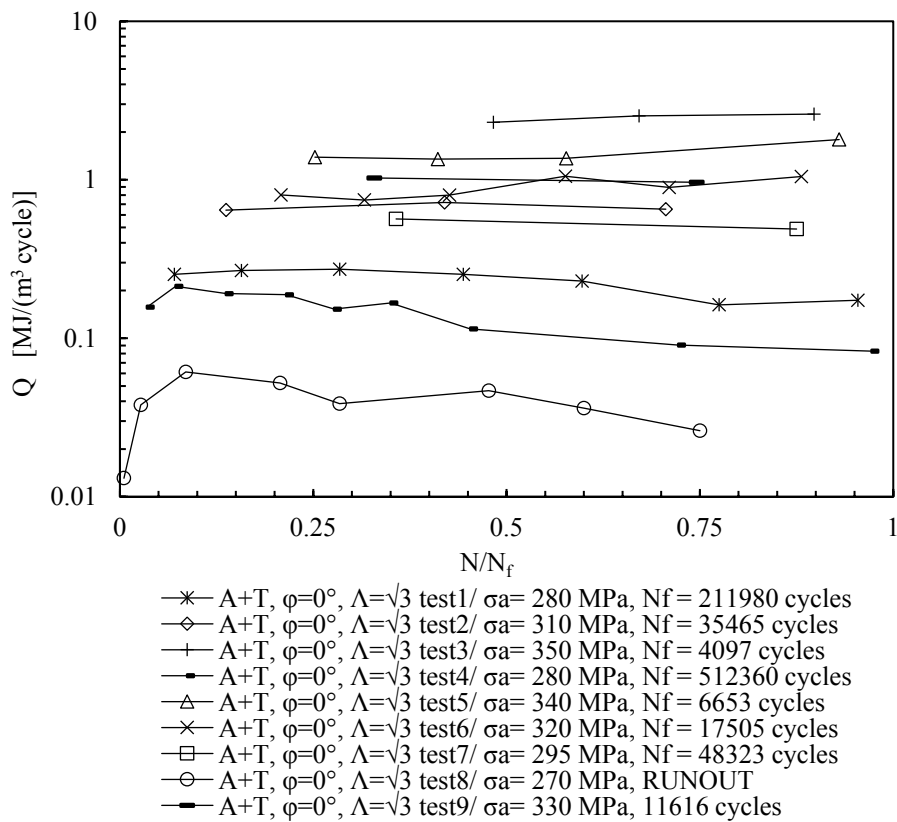 10
1
0.1
0.01
Q [MJ/(m³ cycle)]
0 0.25 0.5 0.75 1
N/Nf
A+T, φ=0°, Λ=√3 test1/ σa= 280 MPa, Nf = 211980 cycles
A+T, φ=0°, Λ=√3 test2/ σa= 310 MPa, Nf = 35465 cycles
A+T, φ=0°, Λ=√3 test3/ σa= 350 MPa, Nf = 4097 cycles
A+T, φ=0°, Λ=√3 test4/ σa= 280 MPa, Nf = 512360 cycles
A+T, φ=0°, Λ=√3 test5/ σa= 340 MPa, Nf = 6653 cycles
A+T, φ=0°, Λ=√3 test6/ σa= 320 MPa, Nf = 17505 cycles
A+T, φ=0°, Λ=√3 test7/ σa= 295 MPa, Nf = 48323 cycles
A+T, φ=0°, Λ=√3 test8/ σa= 270 MPa, RUNOUT
A+T, φ=0°, Λ=√3 test9/ σa= 330 MPa, 11616 cycles